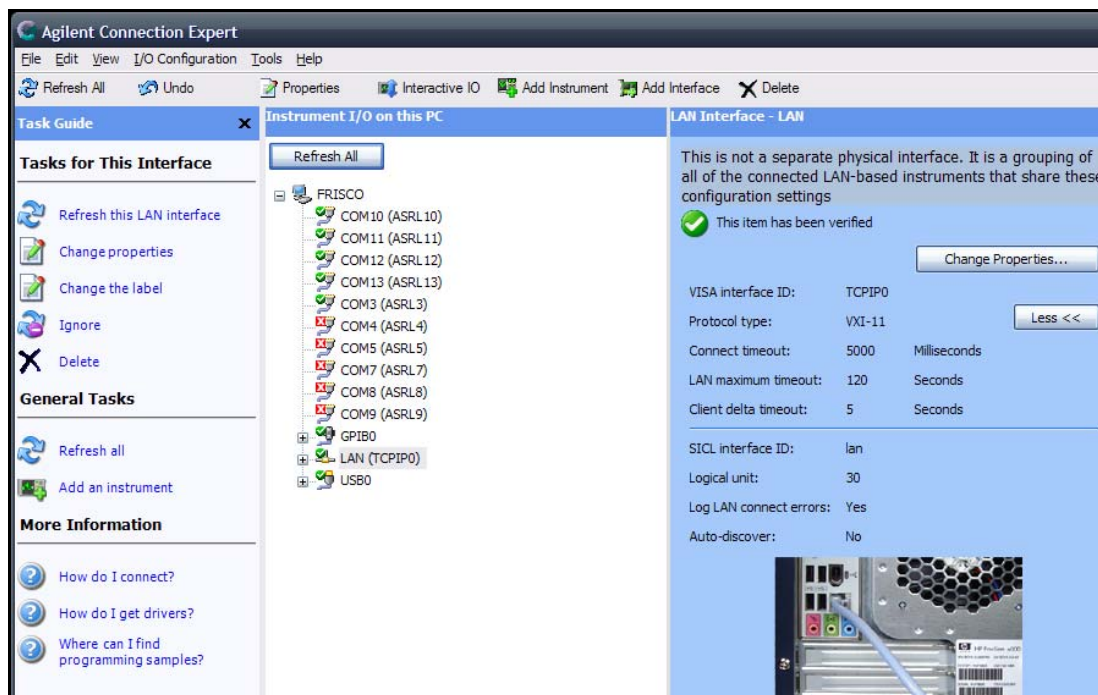 Agilent Connection Expert
File Edit View I/O Configuration Tools Help
Refresh All Undo Properties Interactive IO Add Instrument Add Interface Delete
Task Guide
Tasks for This Interface
Refresh this LAN interface
Change properties
Change the label
Ignore
Delete
General Tasks
Refresh all
Add an instrument
More Information
How do I connect?
How do I get drivers?
Where can I find
programming samples?
Instrument I/O on this PC
Refresh All
FRISCO
COM10 (ASRL10)
COM11 (ASRL11)
COM12 (ASRL12)
COM13 (ASRL13)
COM3 (ASRL3)
COM4 (ASRL4)
COM5 (ASRL5)
COM7 (ASRL7)
COM8 (ASRL8)
COM9 (ASRL9)
GPIB0
LAN (TCPIP0)
USB0
LAN Interface - LAN
This is not a separate physical interface. It is a grouping of
all of the connected LAN-based instruments that share these
configuration settings
This item has been verified
Change Properties...
VISA interface ID: TCPIP0
Protocol type: VXI-11
Less <<
Connect timeout: 5000 Milliseconds
LAN maximum timeout: 120 Seconds
Client delta timeout: 5 Seconds
SICL interface ID: lan
Logical unit: 30
Log LAN connect errors: Yes
Auto-discover: No